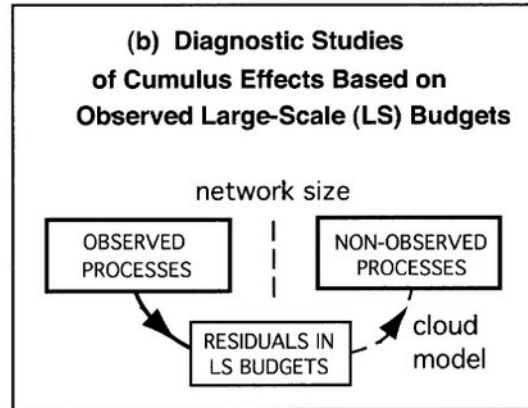 (b) Diagnostic Studies
of Cumulus Effects Based on
Observed Large-Scale (LS) Budgets
network size
OBSERVED
PROCESSES
NON-OBSERVED
PROCESSES
RESIDUALS IN
LS BUDGETS
cloud
model